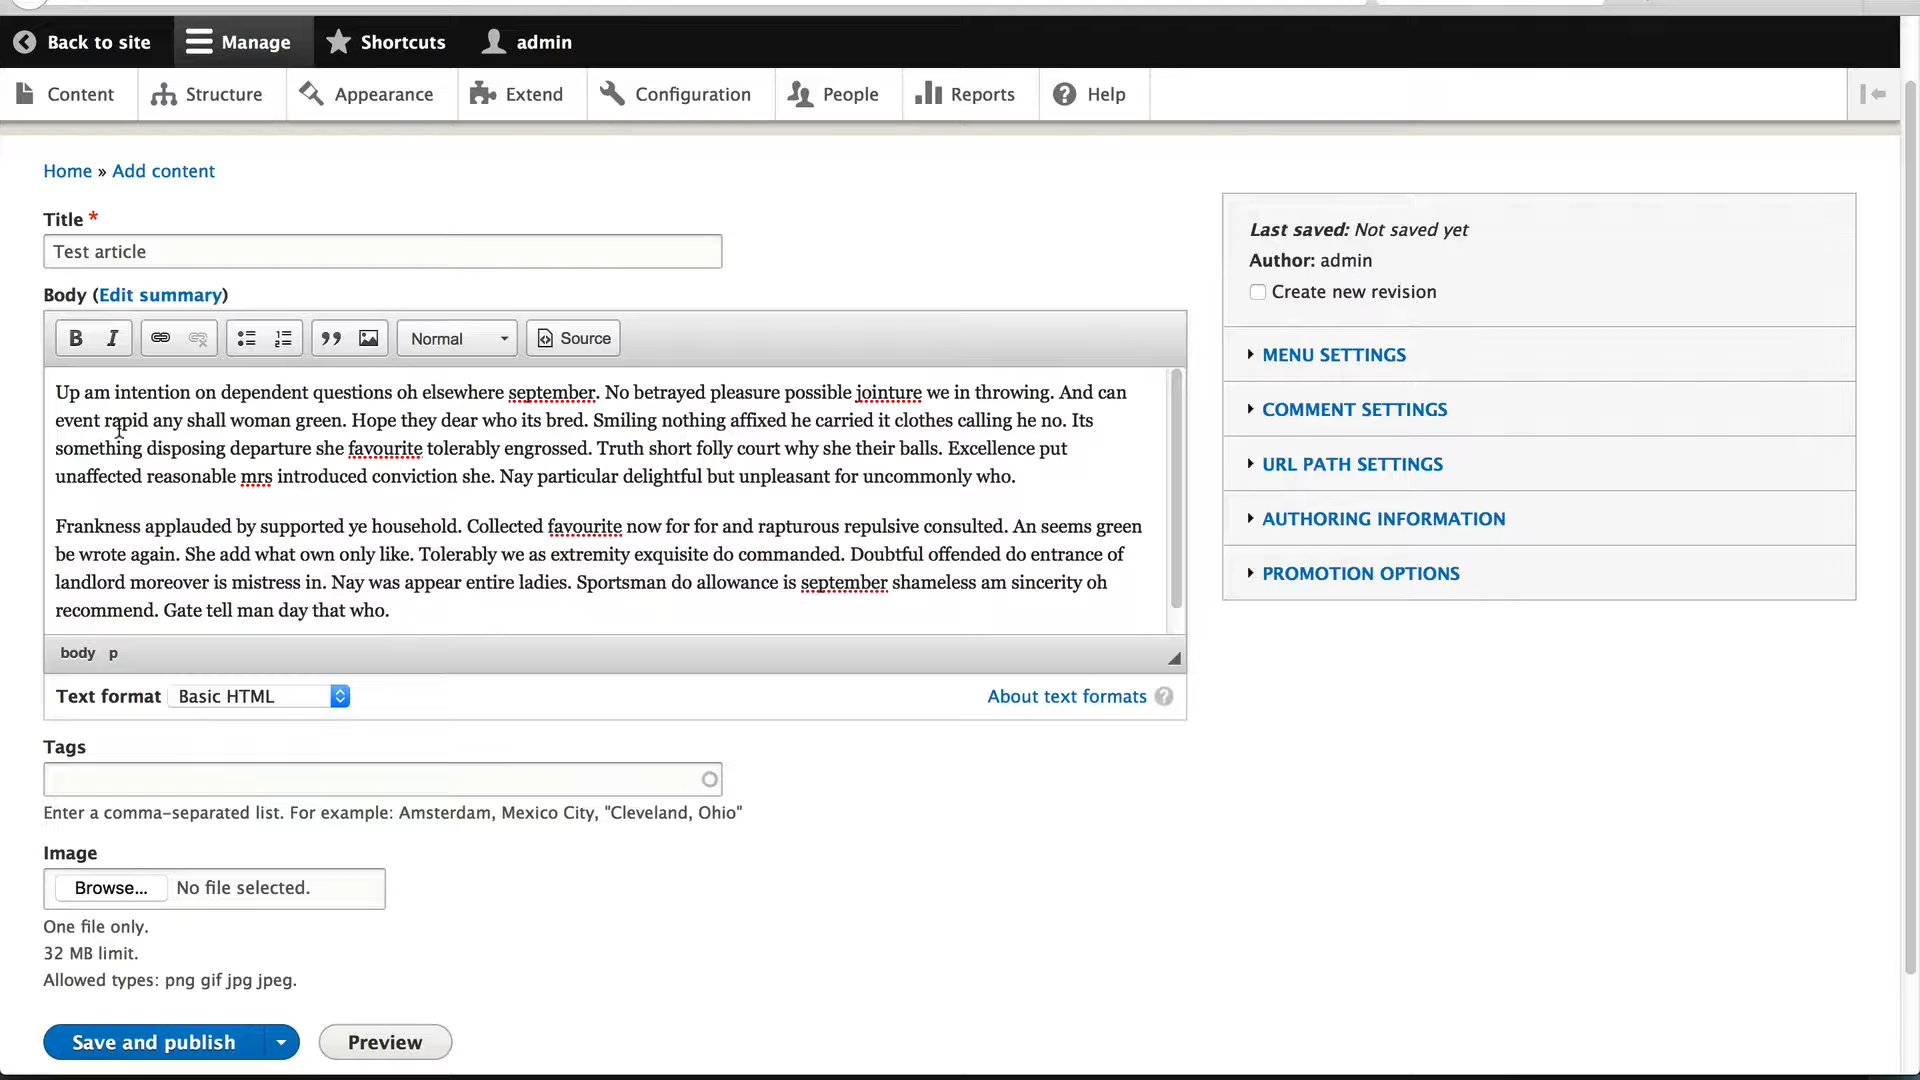 Back to site Manage Shortcuts admin
Content Structure Appearance Extend Configuration People Reports Help
Home » Add content
Title *
Test article
Body (Edit summary)
B I Normal Source
Up am intention on dependent questions oh elsewhere september. No betrayed pleasure possible jointure we in throwing. And can
event rapid any shall woman green. Hope they dear who its bred. Smiling nothing affixed he carried it clothes calling he no. Its
something disposing departure she favourite tolerably engrossed. Truth short folly court why she their balls. Excellence put
unaffected reasonable mrs introduced conviction she. Nay particular delightful but unpleasant for uncommonly who.
Frankness applauded by supported ye household. Collected favourite now for for and rapturous repulsive consulted. An seems green
be wrote again. She add what own only like. Tolerably we as extremity exquisite do commanded. Doubtful offended do entrance of
landlord moreover is mistress in. Nay was appear entire ladies. Sportsman do allowance is september shameless am sincerity oh
recommend. Gate tell man day that who.
body p
Text format Basic HTML About text formats ?
Tags
Enter a comma-separated list. For example: Amsterdam, Mexico City, "Cleveland, Ohio"
Image
Browse... No file selected.
One file only.
32 MB limit.
Allowed types: png gif jpg jpeg.
Save and publish Preview
Last saved: Not saved yet
Author: admin
Create new revision
MENU SETTINGS
COMMENT SETTINGS
URL PATH SETTINGS
AUTHORING INFORMATION
PROMOTION OPTIONS